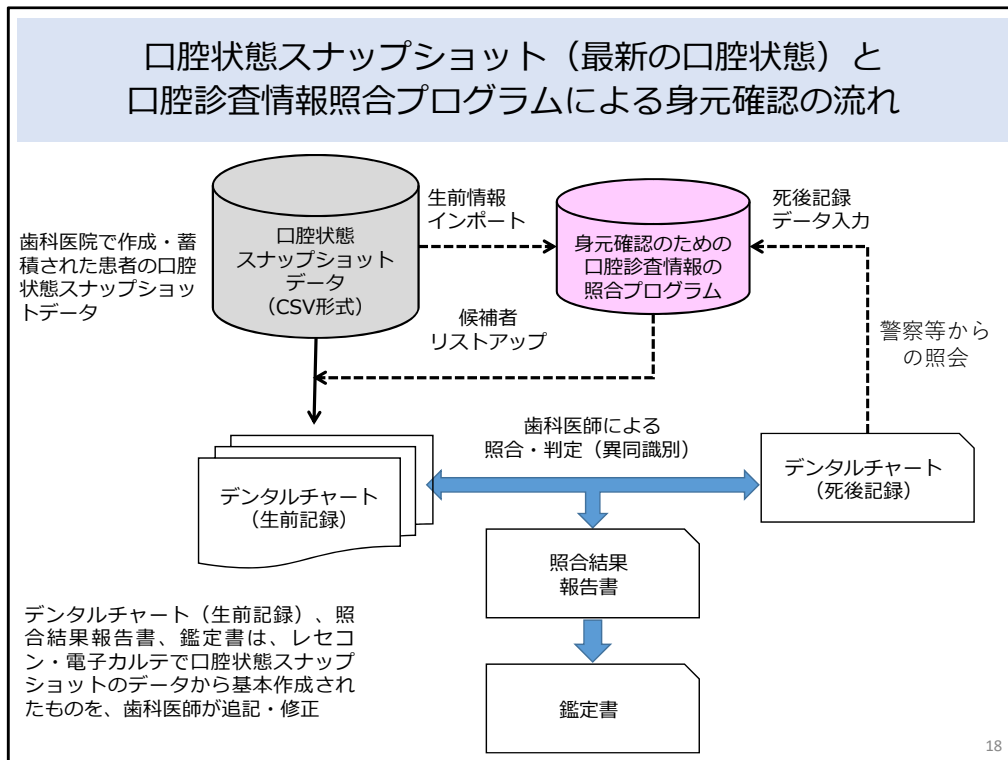 口腔状態スナップショット（最新の口腔状態）と
口腔診査情報照合プログラムによる身元確認の流れ
歯科医院で作成・蓄
積された患者の口腔
状態スナップショッ
トデータ
口腔状態
スナップショット
データ
（CSV形式）
生前情報
インポート
身元確認のための
口腔診査情報の
照合プログラム
死後記録
データ入力
候補者
リストアップ
警察等から
の照会
歯科医師による
照合・判定（異同識別）
デンタルチャート
（生前記録）
デンタルチャート
（死後記録）
照合結果
報告書
デンタルチャート（生前記録）、照
合結果報告書、鑑定書は、レセコ
ン・電子カルテで口腔状態スナップ
ショットのデータから基本作成され
たものを、歯科医師が追記・修正
鑑定書
18